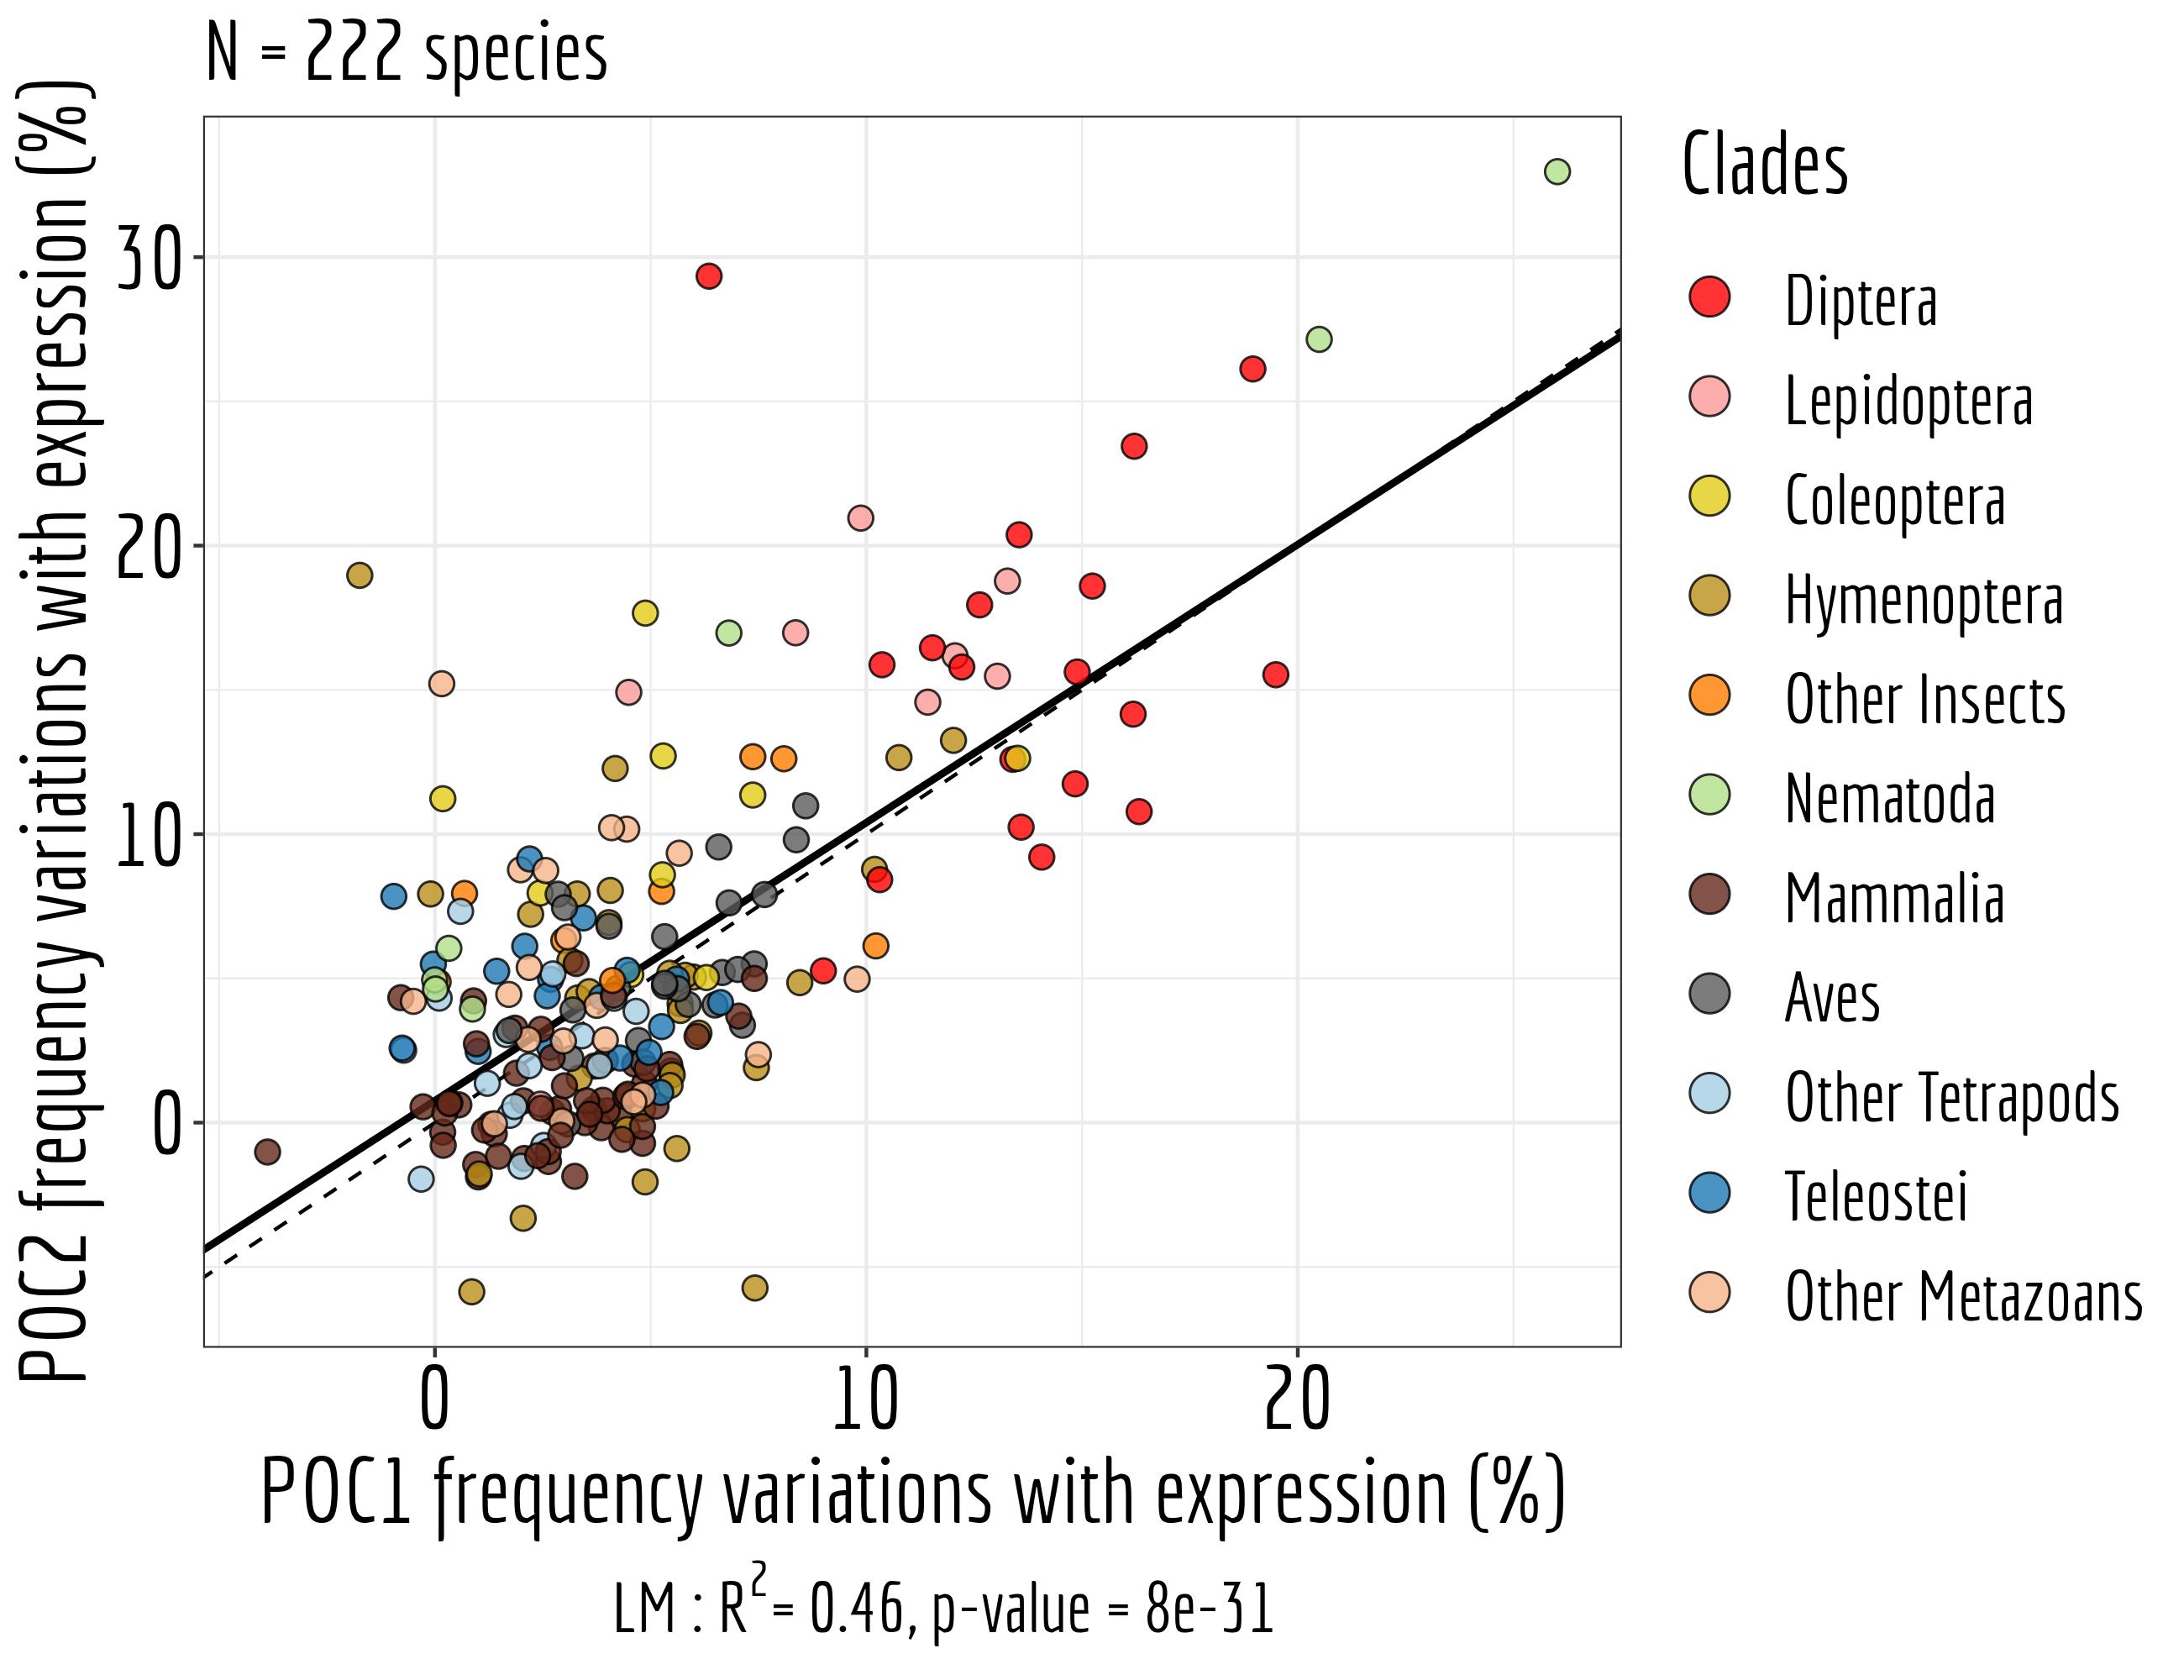 N = 222 species
POC2 frequency variations with expression (%)
30
20
10
0
0 10 20
POC1 frequency variations with expression (%)
LM : R²= 0.46, p-value = 8e-31
Clades
Diptera
Lepidoptera
Coleoptera
Hymenoptera
Other Insects
Nematoda
Mammalia
Aves
Other Tetrapods
Teleostei
Other Metazoans